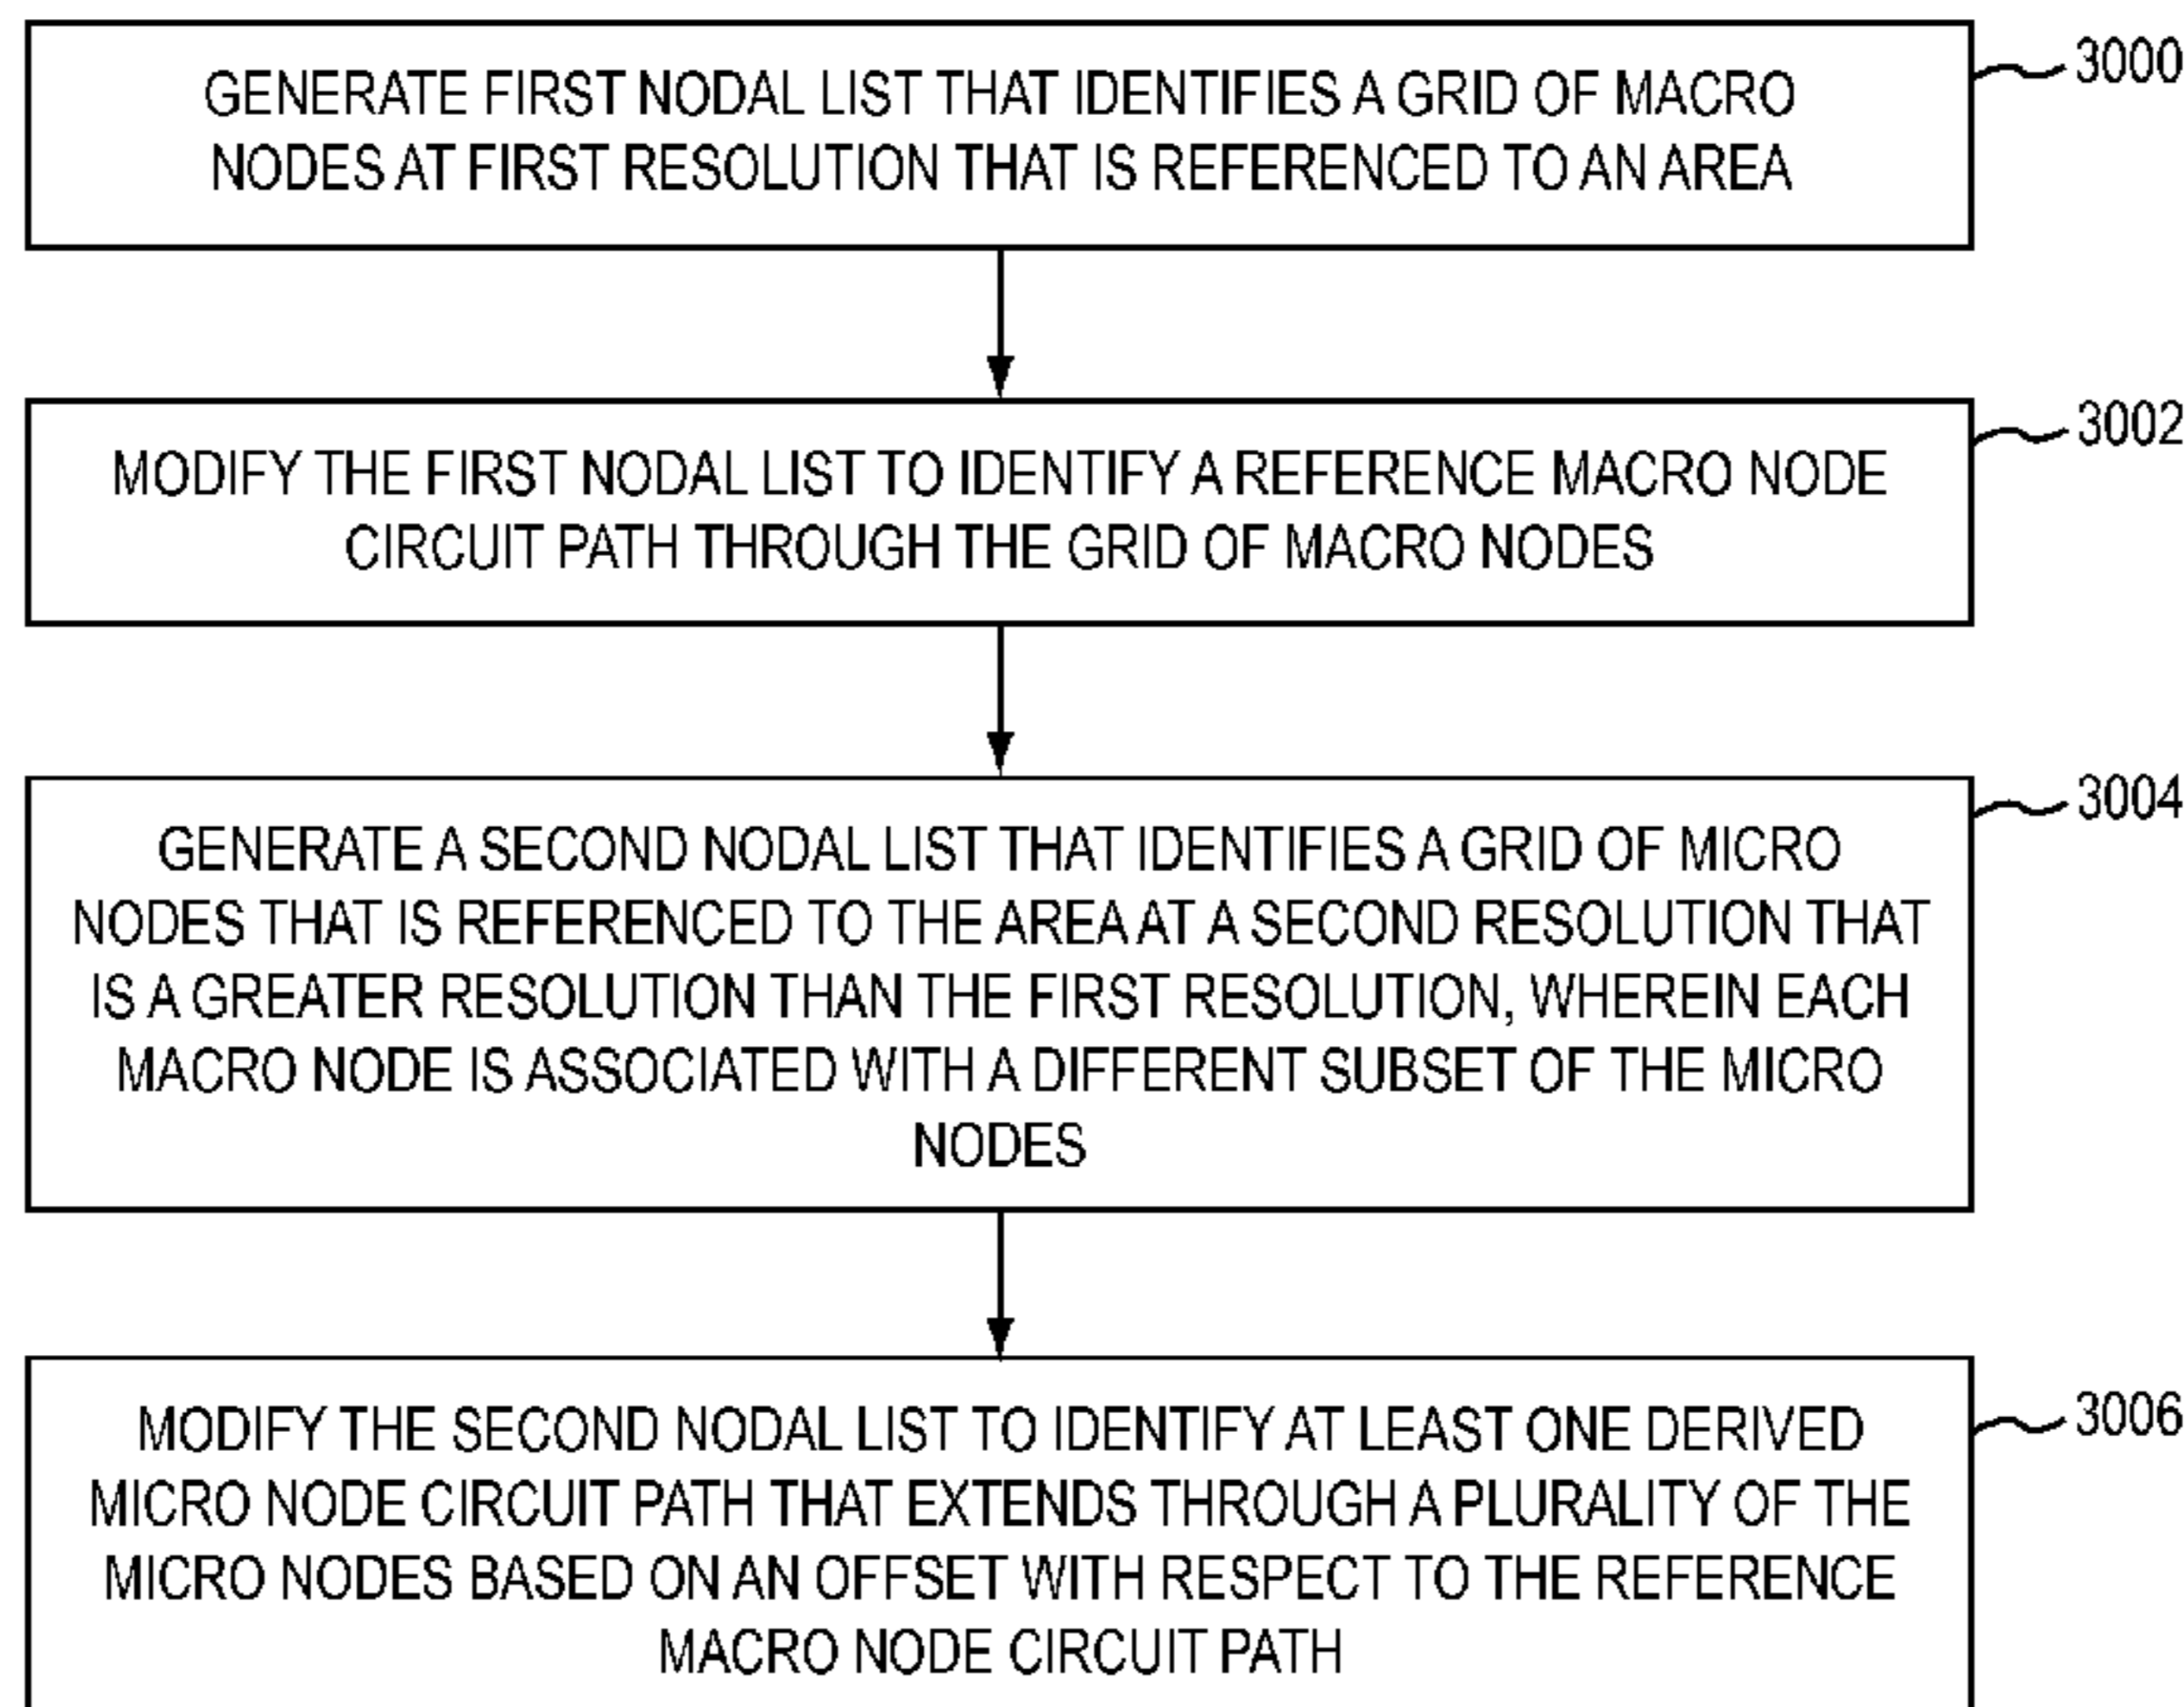 GENERATE FIRST NODAL LIST THAT IDENTIFIES A GRID OF MACRO
NODES AT FIRST RESOLUTION THAT IS REFERENCED TO AN AREA
3000
MODIFY THE FIRST NODAL LIST TO IDENTIFY A REFERENCE MACRO NODE
CIRCUIT PATH THROUGH THE GRID OF MACRO NODES
3002
GENERATE A SECOND NODAL LIST THAT IDENTIFIES A GRID OF MICRO
NODES THAT IS REFERENCED TO THE AREA AT A SECOND RESOLUTION THAT
IS A GREATER RESOLUTION THAN THE FIRST RESOLUTION, WHEREIN EACH
MACRO NODE IS ASSOCIATED WITH A DIFFERENT SUBSET OF THE MICRO
NODES
3004
MODIFY THE SECOND NODAL LIST TO IDENTIFY AT LEAST ONE DERIVED
MICRO NODE CIRCUIT PATH THAT EXTENDS THROUGH A PLURALITY OF THE
MICRO NODES BASED ON AN OFFSET WITH RESPECT TO THE REFERENCE
MACRO NODE CIRCUIT PATH
3006